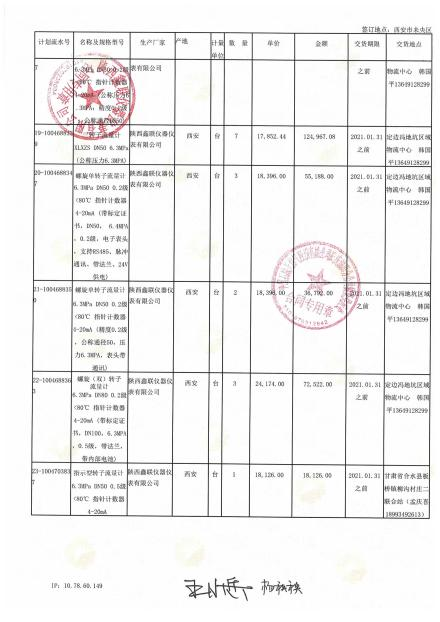 签订地点：西安市未央区
计划流水号 名称及规格型号 生产厂家 产地 计量单位 数 量 单价 金额 交货期限 交货地点
7
6.3MPa DN50 0.2级
表有限公司
之前
物流中心 韩国平13649128299
19-1004688398
转子流量计
XLXZS DN50 6.3MPa
(公称压力6.3MPA)
陕西鑫联仪器仪表有限公司
西安
台
7
17,852.44
124,967.08
2021.01.31
之前
定边冯地坑区域物流中心 韩国平13649128299
20-1004688347
螺旋单转子流量计
6.3MPa DN50 0.2级
(80℃ 指针计数器
4-20mA (带标定证书, DN50, 6.4MPA
, 0.2级, 电子表头
, 支持RS485, 脉冲通讯、带法兰、24V供电)
陕西鑫联仪器仪表有限公司
西安
台
3
18,396.00
55,188.00
2021.01.31
之前
定边冯地坑区域物流中心 韩国平13649128299
21-1004688350
螺旋单转子流量计
6.3MPa DN50 0.2级
(80℃ 指针计数器
4-20mA (精度0.2级
, 公称通径50, 压力6.3MPA, 表头带通讯)
陕西鑫联仪器仪表有限公司
西安
台
2
18,396.00
36,792.00
2021.01.31
之前
定边冯地坑区域物流中心 韩国平13649128299
合同专用章
22-1004688363
螺旋（双）转子流量计
6.3MPa DN80 0.2级
(80℃ 指针计数器
4-20mA (带标定证书, DN100, 6.3MPA
, 0.5级, 带法兰, 带内部电池)
陕西鑫联仪器仪表有限公司
西安
台
3
24,174.00
72,522.00
2021.01.31
之前
定边冯地坑区域物流中心 韩国平13649128299
23-1004703837
指示型转子流量计
6.3MPa DN50 0.5级
(80℃ 指针计数器
4-20mA
陕西鑫联仪器仪表有限公司
西安
台
1
18,126.00
18,126.00
2021.01.31
之前
甘肃省合水县板桥镇柳沟村庄二联合站（孟庆喜18993492613）
IP: 10.78.60.149